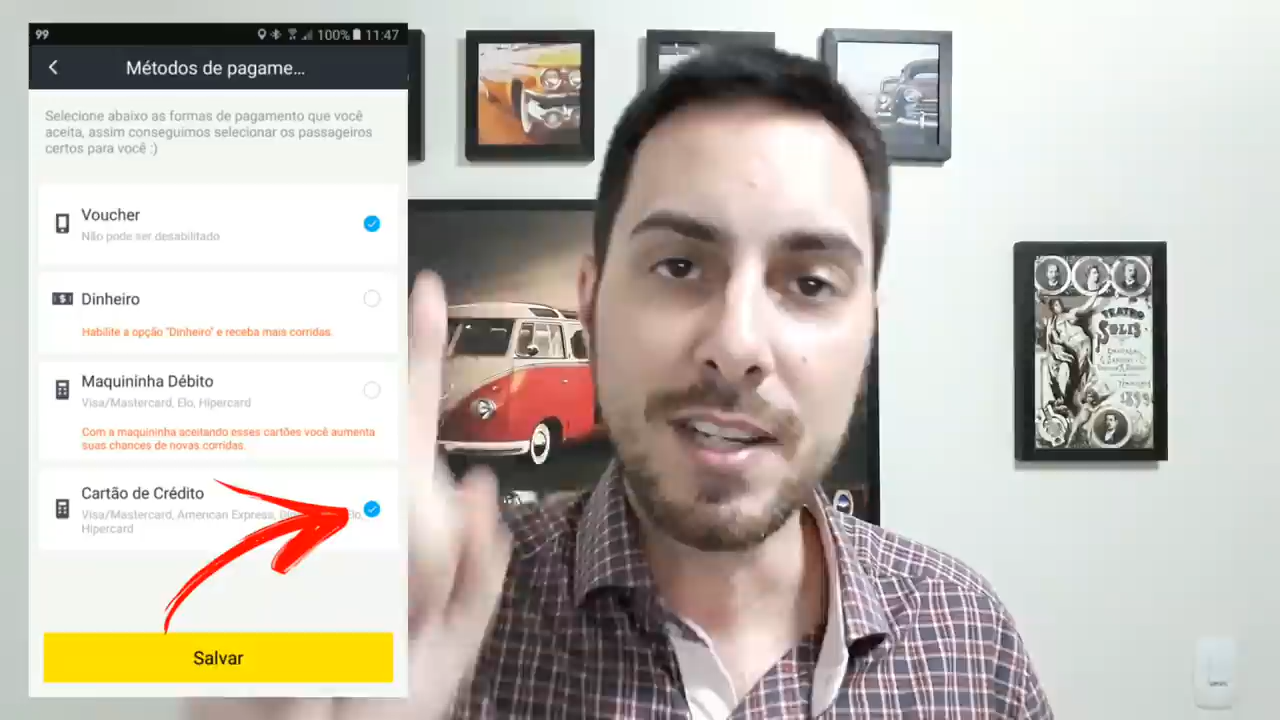 99
100% 11:47
Métodos de pagame...
Selecione abaixo as formas de pagamento que você
aceita, assim conseguimos selecionar os passageiros
certos para você :)
Voucher
Não pode ser desabilitado
Dinheiro
Habilite a opção "Dinheiro" e receba mais corridas.
Maquininha Débito
Visa/Mastercard, Elo, Hipercard
Com a maquininha aceitando esses cartões você aumenta
suas chances de novas corridas.
Cartão de Crédito
Visa/Mastercard, American Express, Elo,
Hipercard
Salvar
TEATRO
SOLIS
1899